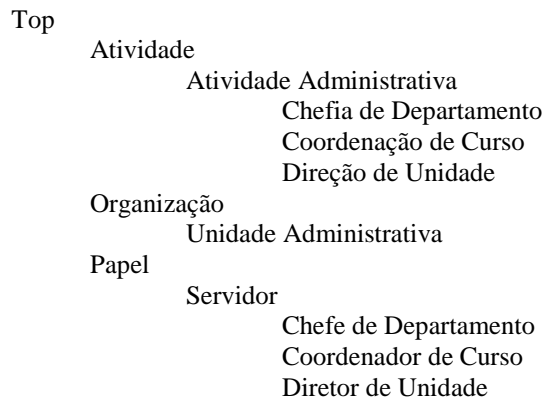 Top
Atividade
Atividade Administrativa
Chefia de Departamento
Coordenação de Curso
Direção de Unidade
Organização
Unidade Administrativa
Papel
Servidor
Chefe de Departamento
Coordenador de Curso
Diretor de Unidade